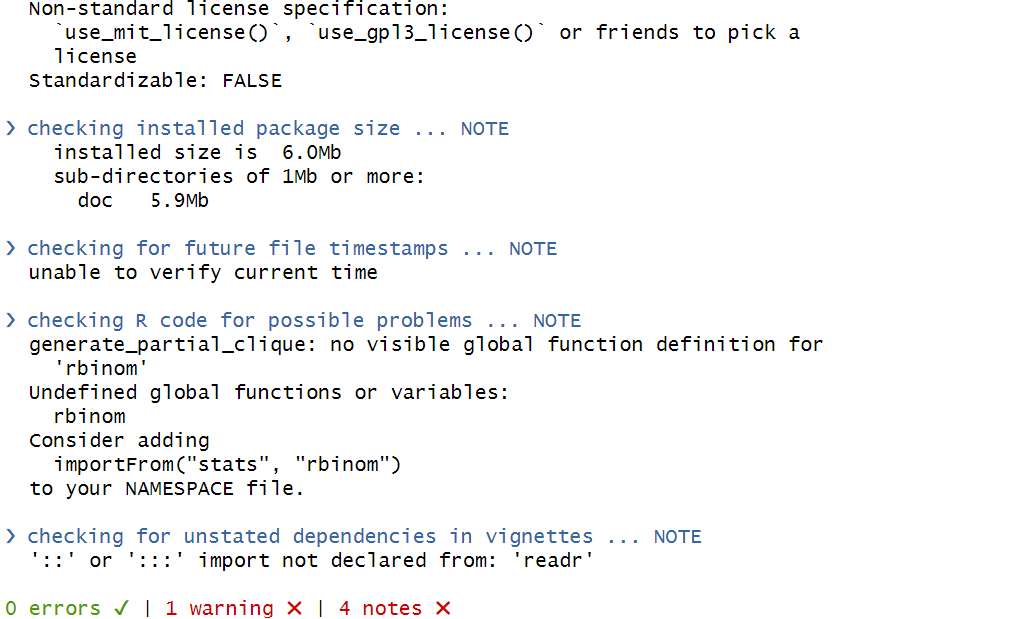 Non-standard license specification:
`use_mit_license()`, `use_gpl3_license()` or friends to pick a
license
Standardizable: FALSE
❯ checking installed package size ... NOTE
installed size is  6.0Mb
sub-directories of 1Mb or more:
doc   5.9Mb
❯ checking for future file timestamps ... NOTE
unable to verify current time
❯ checking R code for possible problems ... NOTE
generate_partial_clique: no visible global function definition for
'rbinom'
Undefined global functions or variables:
rbinom
Consider adding
importFrom("stats", "rbinom")
to your NAMESPACE file.
❯ checking for unstated dependencies in vignettes ... NOTE
'::' or ':::' import not declared from: 'readr'
0 errors ✓ | 1 warning ✕ | 4 notes ✕